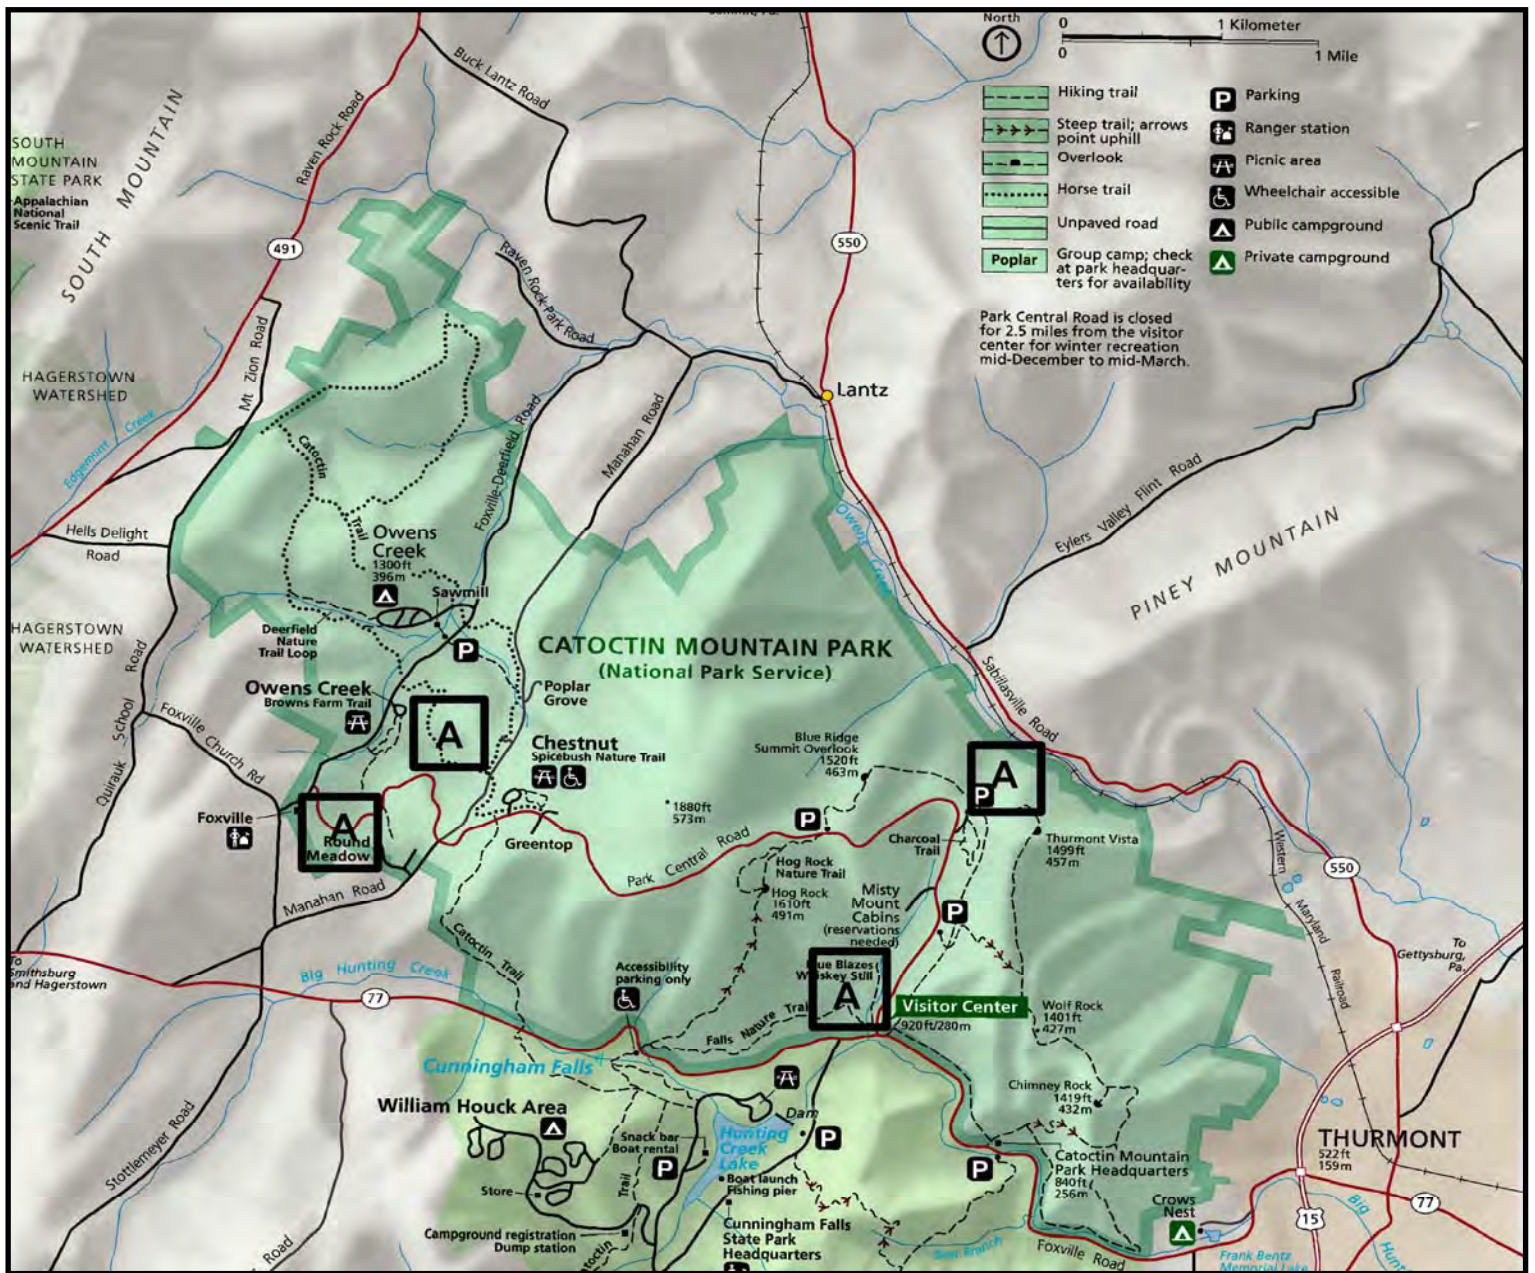 North
0
1 Kilometer
0
1 Mile
Hiking trail
Steep trail; arrows
point uphill
Overlook
Horse trail
Unpaved road
Poplar
Group camp; check
at park headquar-
ters for availability
Parking
Ranger station
Picnic area
Wheelchair accessible
Public campground
Private campground
Park Central Road is closed
for 2.5 miles from the visitor
center for winter recreation
mid-December to mid-March.
Buck Lantz Road
Raven Rock Road
SOUTH
MOUNTAIN
STATE PARK
Appalachian
National
Scenic Trail
SOUTH MOUNTAIN
491
550
Raven Rock Park Road
Mt Zion Road
HAGERSTOWN
WATERSHED
Edgemont Creek
Lantz
Manahan Road
Foxville-Deerfield Road
Catoctin
Trail
Hells Delight
Road
Owens
Creek
1300ft
396m
Sawmill
Owens Creek
Eylers Valley Flint Road
PINEY MOUNTAIN
HAGERSTOWN
WATERSHED
Deerfield
Nature
Trail Loop
P
CATOCTIN MOUNTAIN PARK
(National Park Service)
Sabillasville Road
Quirauk School Road
Foxville Church Rd
Owens Creek
Browns Farm Trail
Poplar
Grove
A
Chestnut
Spicebush Nature Trail
Blue Ridge
Summit Overlook
1520ft
463m
A
P
1880ft
573m
Foxville
A
Round
Meadow
Greentop
P
Park Central Road
Charcoal
Trail
Thurmont Vista
1499ft
457m
Hog Rock
Nature Trail
Hog Rock
1610ft
491m
Misty
Mount
Cabins
(reservations
needed)
P
Western
Maryland
Railroad
550
Manahan Road
Catoctin Trail
To
Smithsburg
and Hagerstown
Big Hunting Creek
77
Accessibility
parking only
Whiskey Still
A
Falls Nature Trail
Visitor Center
920ft/280m
Wolf Rock
1401ft
427m
To
Gettysburg,
Pa.
Cunningham Falls
Chimney Rock
1419ft
432m
William Houck Area
Dam
P
Snack bar
Boat rental
P
Hunting
Creek
Lake
Catoctin Mountain
Park Headquarters
840ft
256m
P
THURMONT
522ft
159m
Stottlemeyer Road
Store
Trail
Boat launch
Fishing pier
Crows
Nest
77
15
Big
Campground registration
Dump station
Cunningham Falls
State Park
Headquarters
Foxville Road
Frank Bentz
Memorial Lake
Road